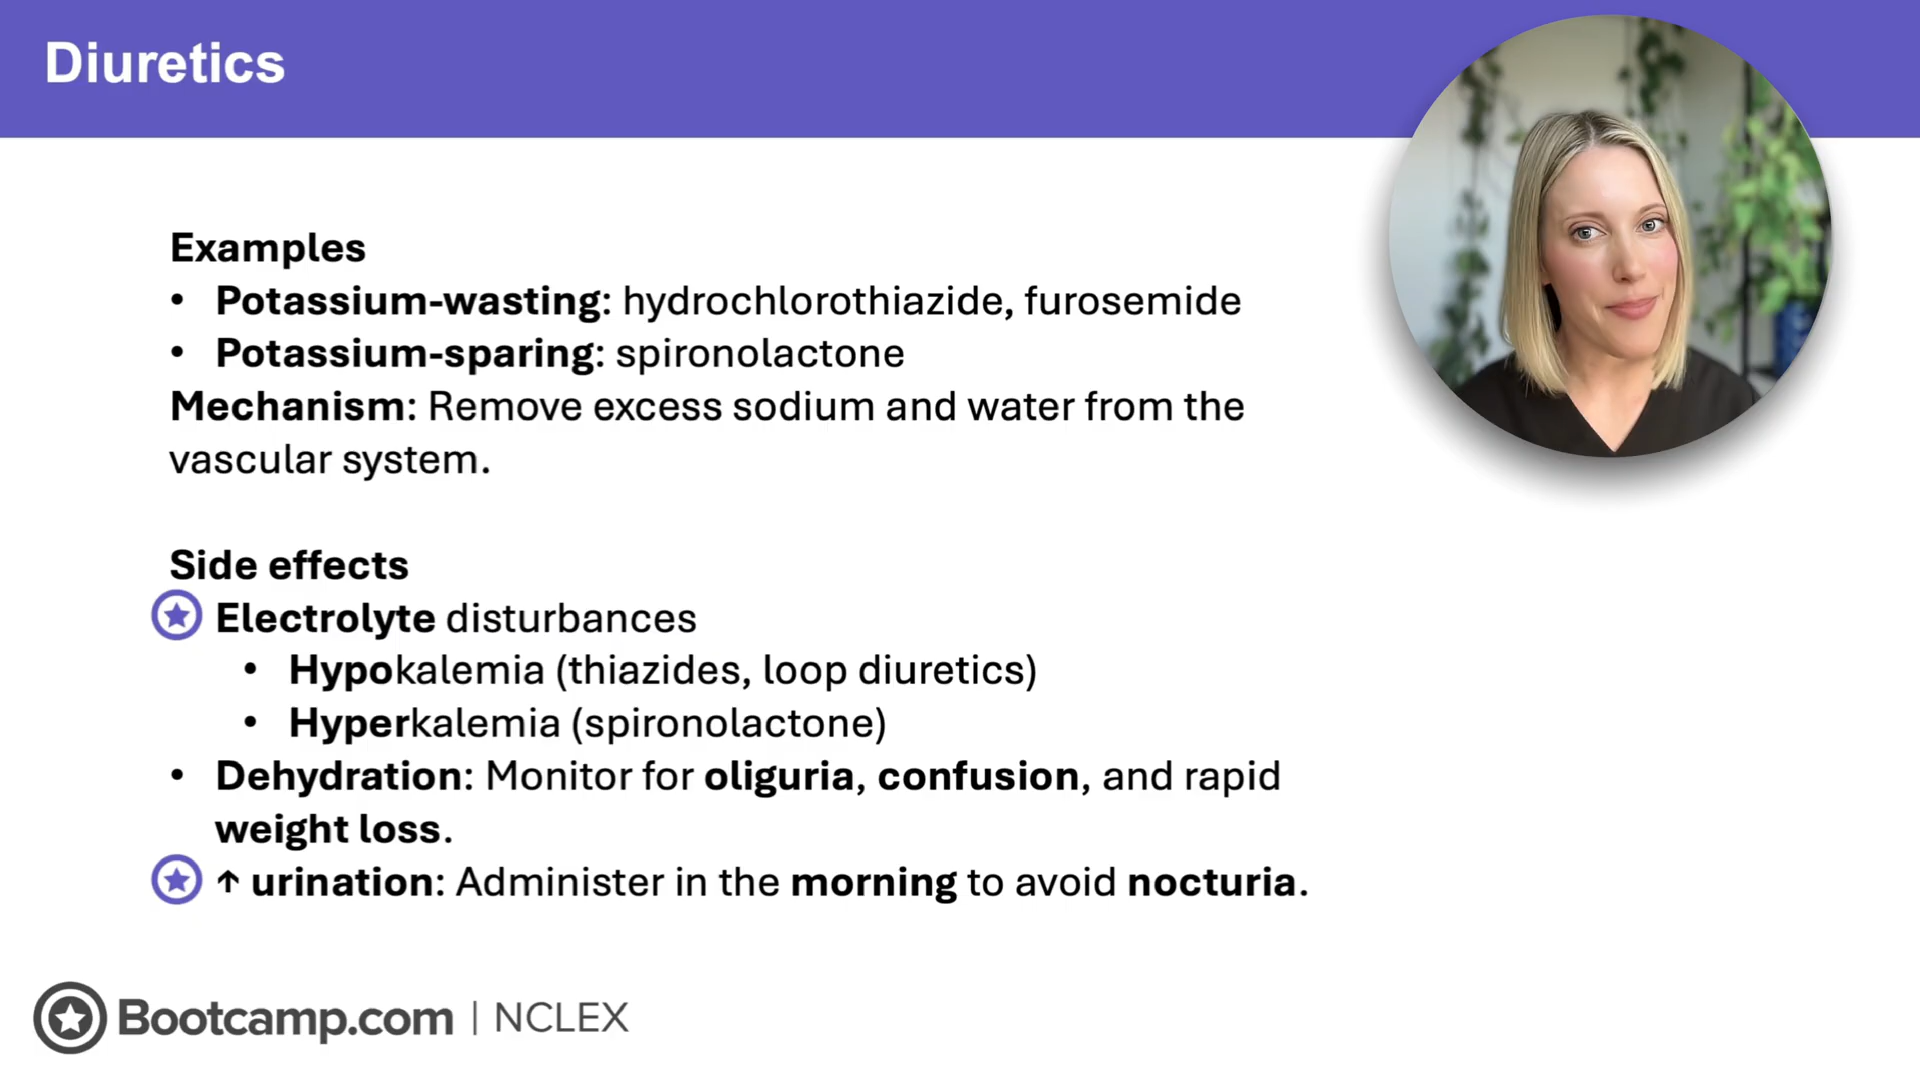 Diuretics
Examples
• Potassium-wasting: hydrochlorothiazide, furosemide
• Potassium-sparing: spironolactone
Mechanism: Remove excess sodium and water from the
vascular system.
Side effects
Electrolyte disturbances
• Hypokalemia (thiazides, loop diuretics)
• Hyperkalemia (spironolactone)
• Dehydration: Monitor for oliguria, confusion, and rapid
weight loss.
↑ urination: Administer in the morning to avoid nocturia.
Bootcamp.com | NCLEX